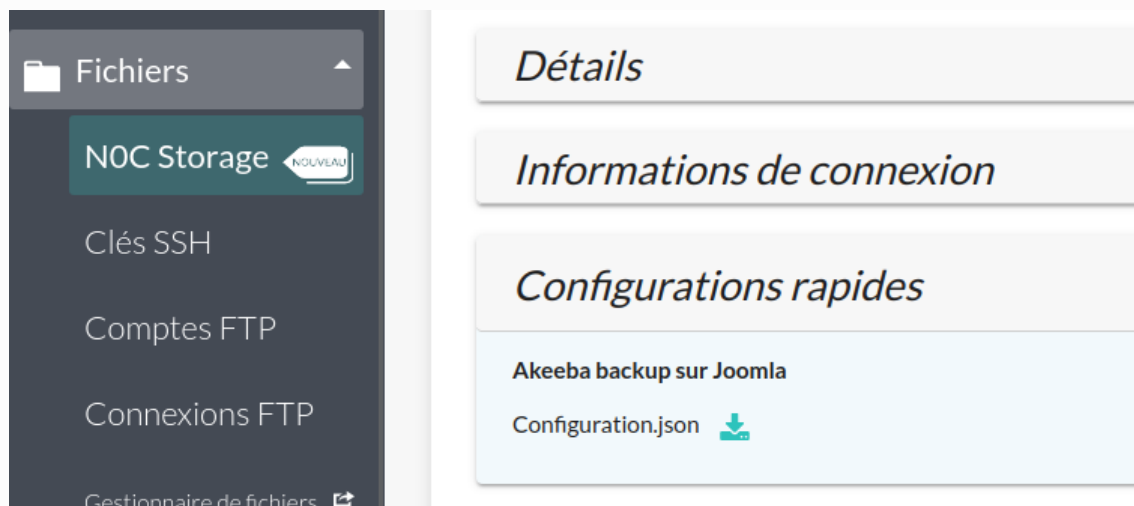 Fichiers
N0C Storage
NOUVEAU
Clés SSH
Comptes FTP
Connexions FTP
Gestionnaire de fichiers
Détails
Informations de connexion
Configurations rapides
Akeeba backup sur Joomla
Configuration.json